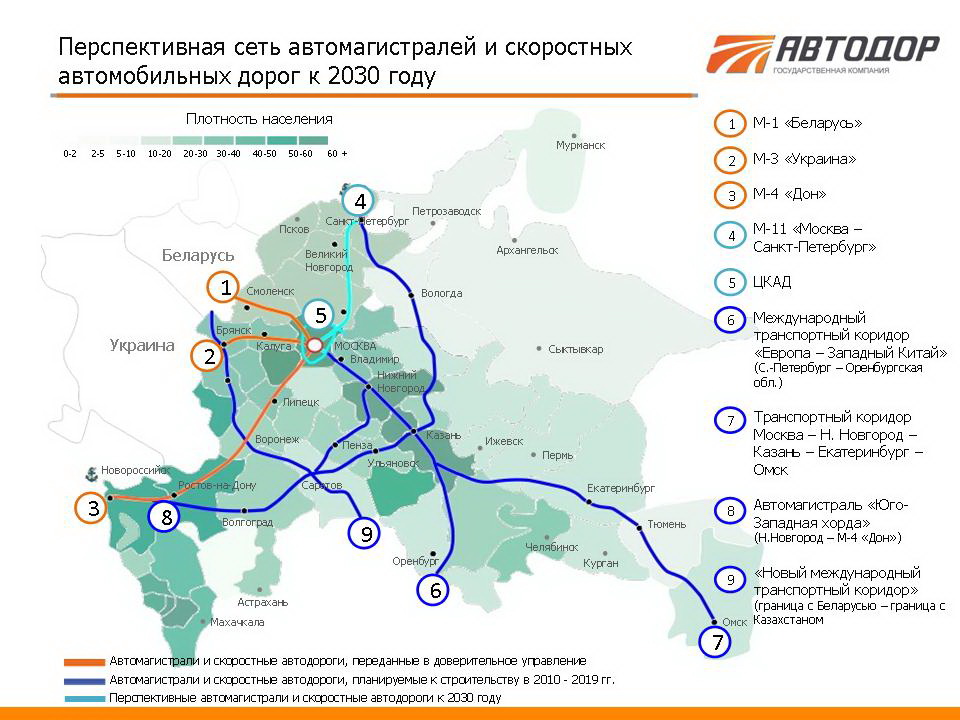 Перспективная сеть автомагистралей и скоростных
автомобильных дорог к 2030 году
АВТОДОР
ГОСУДАРСТВЕННАЯ КОМПАНИЯ
Плотность населения
0-2 2-5 5-10 10-20 20-30 30-40 40-50 50-60 60 +
Мурманск
4
Санкт-Петербург
Петрозаводск
Псков
Архангельск
Беларусь
Великий
Новгород
1
Смоленск
Вологда
5
Брянск
Украина
2
Калуга
МОСКВА
Владимир
Сыктывкар
Нижний
Новгород
Липецк
Воронеж
Казань
Пенза
Ижевск
Ульяновск
Пермь
Новороссийск
Ростов-на-Дону
Саратов
Екатеринбург
3
8
Волгоград
9
Тюмень
Челябинск
Оренбург
Курган
6
Астрахань
Махачкала
Омск
7
1 М-1 «Беларусь»
2 М-3 «Украина»
3 М-4 «Дон»
4 М-11 «Москва –
Санкт-Петербург»
5 ЦКАД
6 Международный
транспортный коридор
«Европа – Западный Китай»
(С.-Петербург – Оренбургская
обл.)
7 Транспортный коридор
Москва – Н. Новгород –
Казань – Екатеринбург –
Омск
8 Автомагистраль «Юго-
Западная хорда»
(Н.Новгород – М-4 «Дон»)
9 «Новый международный
транспортный коридор»
(граница с Беларусью – граница с
Казахстаном
Автомагистрали и скоростные автодороги, переданные в доверительное управление
Автомагистрали и скоростные автодороги, планируемые к строительству в 2010 - 2019 гг.
Перспективные автомагистрали и скоростные автодороги к 2030 году